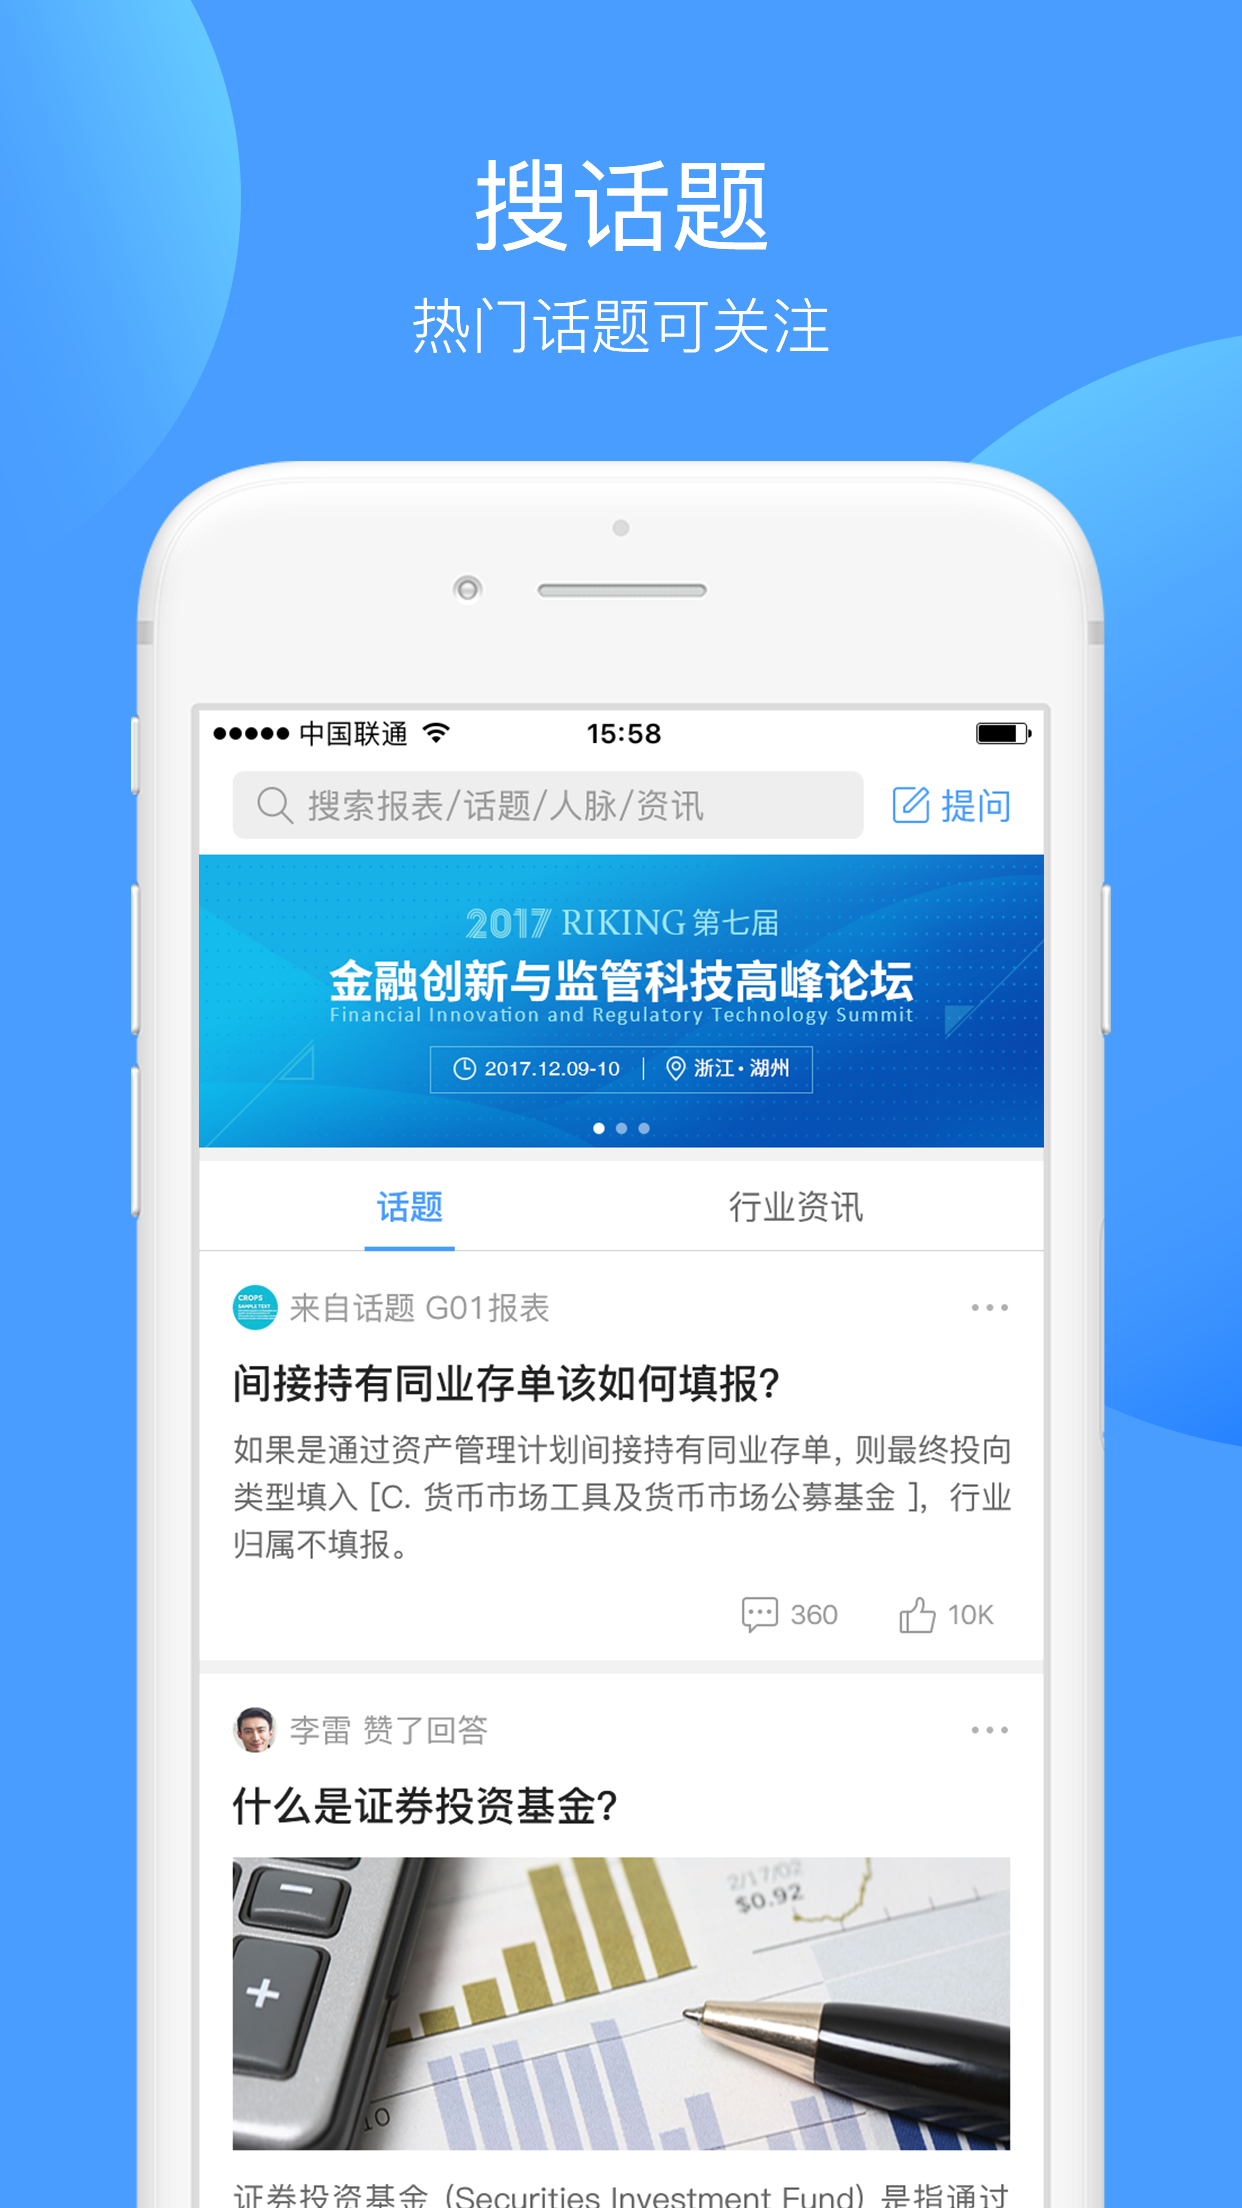 搜话题
热门话题可关注
中国联通 15:58
搜索报表/话题/人脉/资讯 提问
2017 RIKING 第七届
金融创新与监管科技高峰论坛
Financial Innovation and Regulatory Technology Summit
2017.12.09-10 | 浙江·湖州
话题 行业资讯
CROPS
SAMPLE TEXT
来自话题 G01报表
间接持有同业存单该如何填报?
如果是通过资产管理计划间接持有同业存单, 则最终投向
类型填入 [C. 货币市场工具及货币市场公募基金 ], 行业
归属不填报。
360 10K
李雷 赞了回答
什么是证券投资基金?
2/17/02
$0.92
10
证券投资基金 (Securities Investment Fund) 是指通过